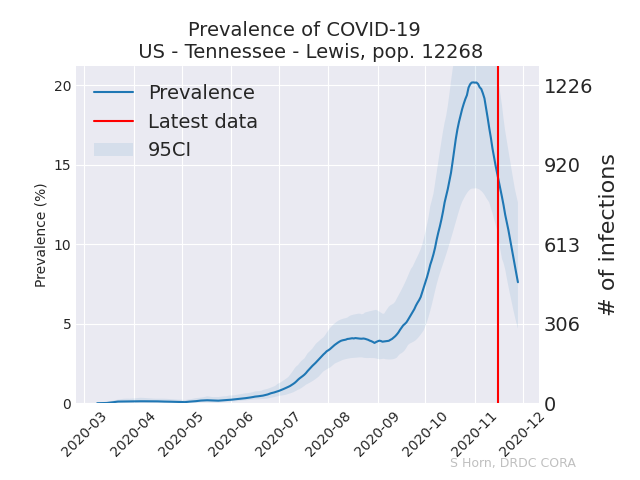 Prevalence of COVID-19
US - Tennessee - Lewis, pop. 12268
Prevalence
Latest data
95CI
Prevalence (%)
20
15
10
5
0
1226
920
613
306
0
# of infections
2020-03
2020-04
2020-05
2020-06
2020-07
2020-08
2020-09
2020-10
2020-11
2020-12
S Horn, DRDC CORA